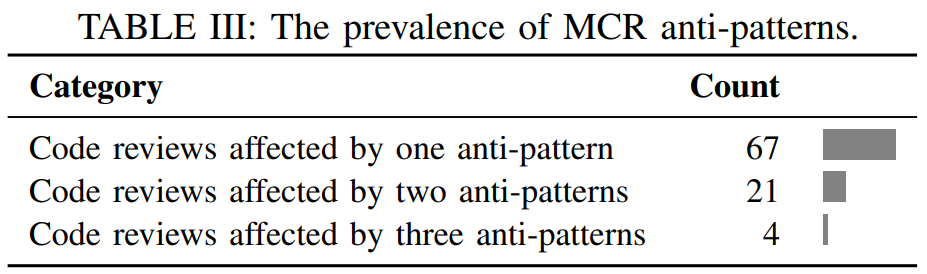 TABLE III: The prevalence of MCR anti-patterns.
Category Count
Code reviews affected by one anti-pattern 67
Code reviews affected by two anti-patterns 21
Code reviews affected by three anti-patterns 4